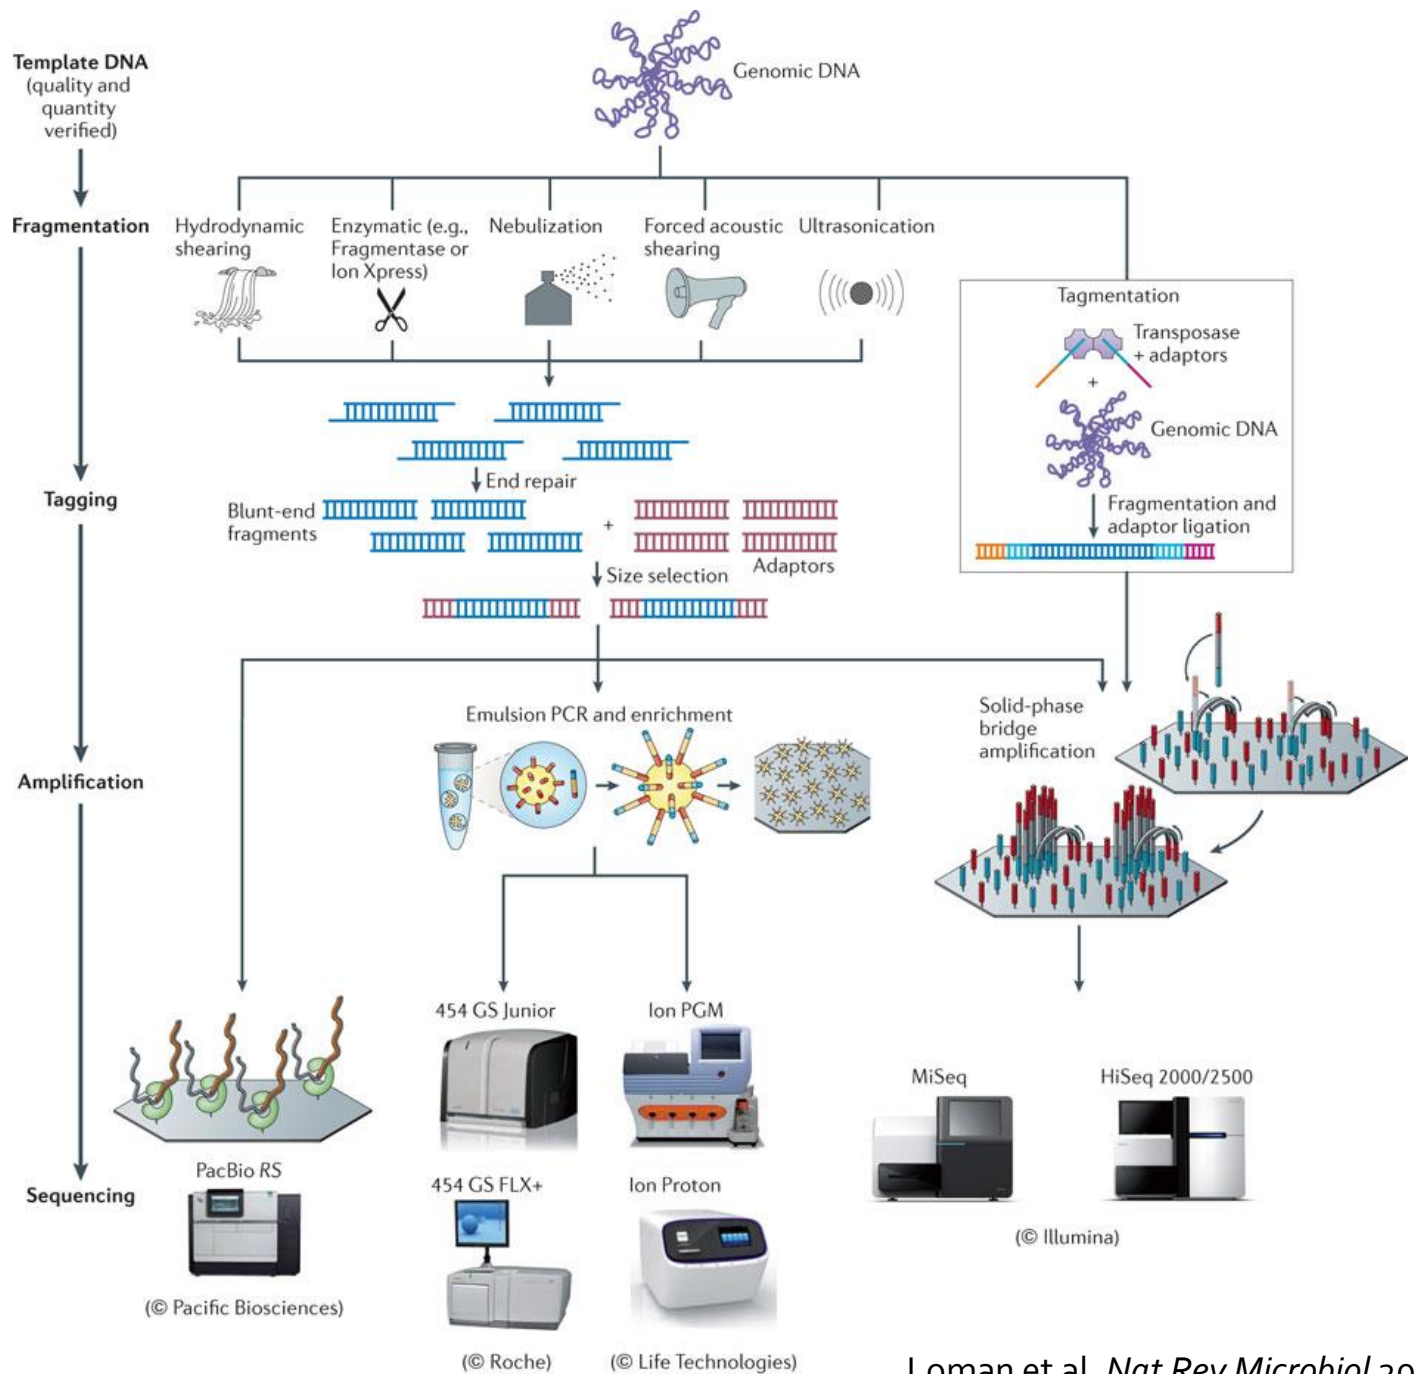 Template DNA
(quality and
quantity
verified)
Genomic DNA
Fragmentation
Hydrodynamic
shearing
Enzymatic (e.g.,
Fragmentase or
Ion Xpress)
Nebulization
Forced acoustic
shearing
Ultrasonication
Tagmentation
Transposase
+ adaptors
+
Genomic DNA
Fragmentation and
adaptor ligation
Tagging
End repair
Blunt-end
fragments
+
Adaptors
Size selection
Amplification
Emulsion PCR and enrichment
Solid-phase
bridge
amplification
Sequencing
PacBio RS
(© Pacific Biosciences)
454 GS Junior
Ion PGM
454 GS FLX+
Ion Proton
(© Roche)
(© Life Technologies)
MiSeq
HiSeq 2000/2500
(© Illumina)
Loman et al. Nat Rev Microbiol